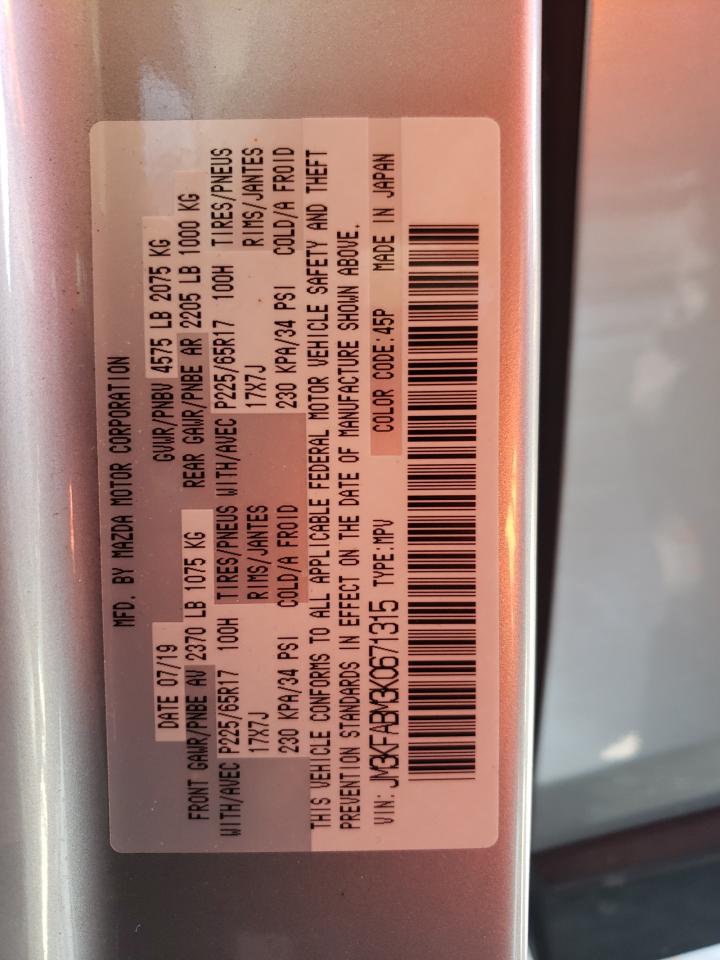 MFD. BY MAZDA MOTOR CORPORATION
DATE 07/19 GVWR/PNBV 4575 LB 2075 KG
FRONT GAWR/PNBE AV 2370 LB 1075 KG REAR GAWR/PNBE AR 2205 LB 1000 KG
WITH/AVEC P225/65R17 100H TIRES/PNEUS WITH/AVEC P225/65R17 100H TIRES/PNEUS
17X7J RIMS/JANTES 17X7J RIMS/JANTES
230 KPA/34 PSI COLD/A FROID 230 KPA/34 PSI COLD/A FROID
THIS VEHICLE CONFORMS TO ALL APPLICABLE FEDERAL MOTOR VEHICLE SAFETY AND THEFT
PREVENTION STANDARDS IN EFFECT ON THE DATE OF MANUFACTURE SHOWN ABOVE.
VIN: JM3KFABM3K0671315 TYPE:MPV COLOR CODE:45P MADE IN JAPAN